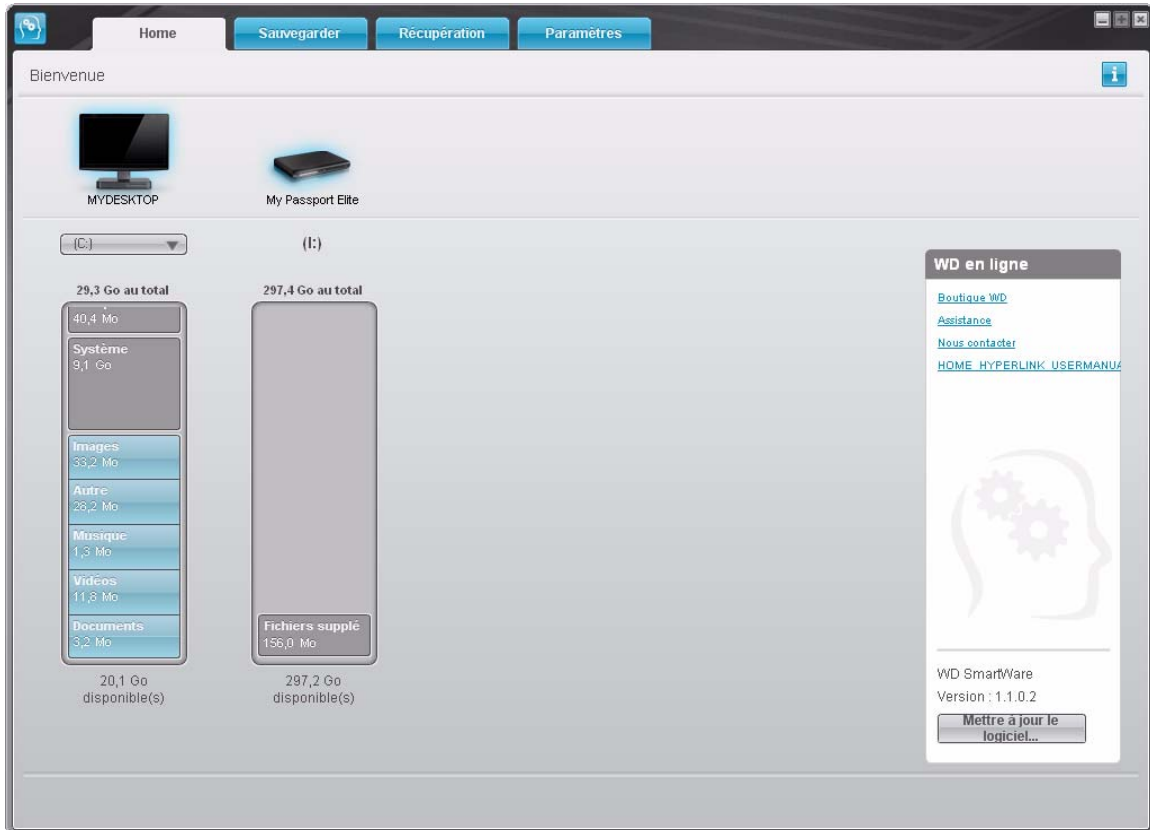 Home
Sauvegarder
Récupération
Paramètres
Bienvenue
i
MYDESKTOP
My Passport Elite
(C:)
(I:)
29,3 Go au total
297,4 Go au total
40,4 Mo
Système
9,1 Go
Images
33,2 Mo
Autre
28,2 Mo
Musique
1,3 Mo
Vidéos
11,8 Mo
Documents
3,2 Mo
Fichiers supplé
156,0 Mo
20,1 Go
disponible(s)
297,2 Go
disponible(s)
WD en ligne
Boutique WD
Assistance
Nous contacter
HOME_HYPERLINK_USERMANUA
WD SmartWare
Version : 1.1.0.2
Mettre à jour le
logiciel...